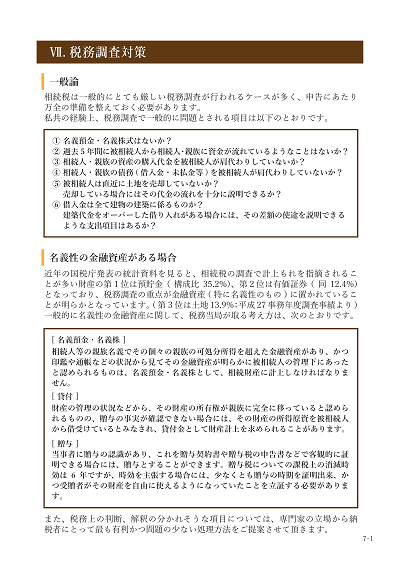 Ⅶ. 税務調査対策
一般論
相続税は一般的にとても厳しい税務調査が行われるケースが多く、申告にあたり
万全の準備を整えておく必要があります。
私共の経験上、税務調査で一般的に問題とされる項目は以下のとおりです。
① 名義預金・名義株式はないか？
② 過去 5 年間に被相続人から相続人・親族に資金が流れているようなことはないか？
③ 相続人・親族の資産の購入代金を被相続人が肩代わりしていないか？
④ 相続人・親族の債務 ( 借入金・未払金等 ) を被相続人が肩代わりしていないか？
⑤ 被相続人は直近に土地を売却していないか？
売却している場合にはその代金の流れを十分に説明できるか？
⑥ 借入金は全て建物の建築に係るものか？
建築代金をオーバーした借り入れがある場合には、その差額の使途を説明できる
ような支出項目はあるか？
名義性の金融資産がある場合
近年の国税庁発表の統計資料を見ると、相続税の調査で計上もれを指摘されるこ
とが多い財産の第 1 位は預貯金 ( 構成比 35.2%)、第 2 位は有価証券 ( 同 12.4%)
となっており、税務調査の重点が金融資産 ( 特に名義性のもの ) に置かれているこ
とが明らかとなっています。( 第 3 位は土地 13.9%：平成 27 事務年度調査事績より )
一般的に名義性の金融資産に関して、税務当局が取る考え方は、次のとおりです。
[ 名義預金・名義株 ]
相続人等の親族名義でその個々の親族の可処分所得を超えた金融資産があり、かつ
印鑑や通帳などの状況から見てその金融資産が明らかに被相続人の管理下にあった
と認められるものは、名義預金・名義株として、相続財産に計上しなければなりま
せん。
[ 貸付 ]
財産の管理の状況などから、その財産の所有権が親族に完全に移っていると認めら
れるものの、贈与の事実が確認できない場合には、その財産の所得原資を被相続人
から借受けているとみなされ、貸付金として財産計上を求められることがあります。
[ 贈与 ]
当事者に贈与の認識があり、これを贈与契約書や贈与税の申告書などで客観的に証
明できる場合には、贈与とすることができます。贈与税についての課税上の消滅時
効は 6 年ですが、時効を主張する場合には、少なくとも贈与の時期を証明出来、か
つ受贈者がその財産を自由に使えるようになっていたことを立証する必要がありま
す。
また、税務上の判断、解釈の分かれそうな項目については、専門家の立場から納
税者にとって最も有利かつ問題の少ない処理方法をご提案させて頂きます。
7-1